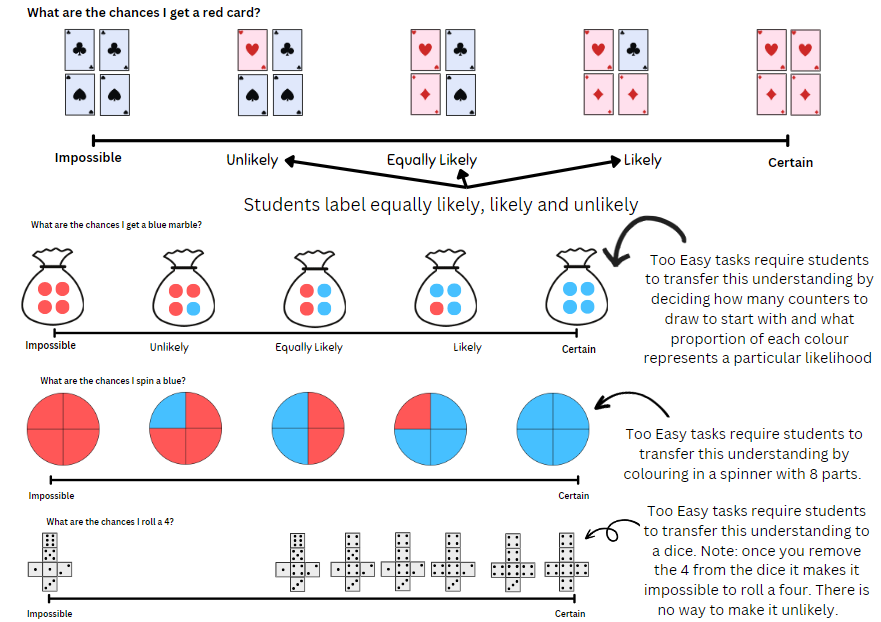 What are the chances I get a red card?
Impossible
Unlikely
Equally Likely
Likely
Certain
Students label equally likely, likely and unlikely
What are the chances I get a blue marble?
Impossible
Unlikely
Equally Likely
Likely
Certain
Too Easy tasks require students
to transfer this understanding by
deciding how many counters to
draw to start with and what
proportion of each colour
represents a particular likelihood
What are the chances I spin a blue?
Impossible
Certain
Too Easy tasks require students to
transfer this understanding by
colouring in a spinner with 8 parts.
What are the chances I roll a 4?
Impossible
Certain
Too Easy tasks require students
to transfer this understanding to
a dice. Note: once you remove
the 4 from the dice it makes it
impossible to roll a four. There is
no way to make it unlikely.